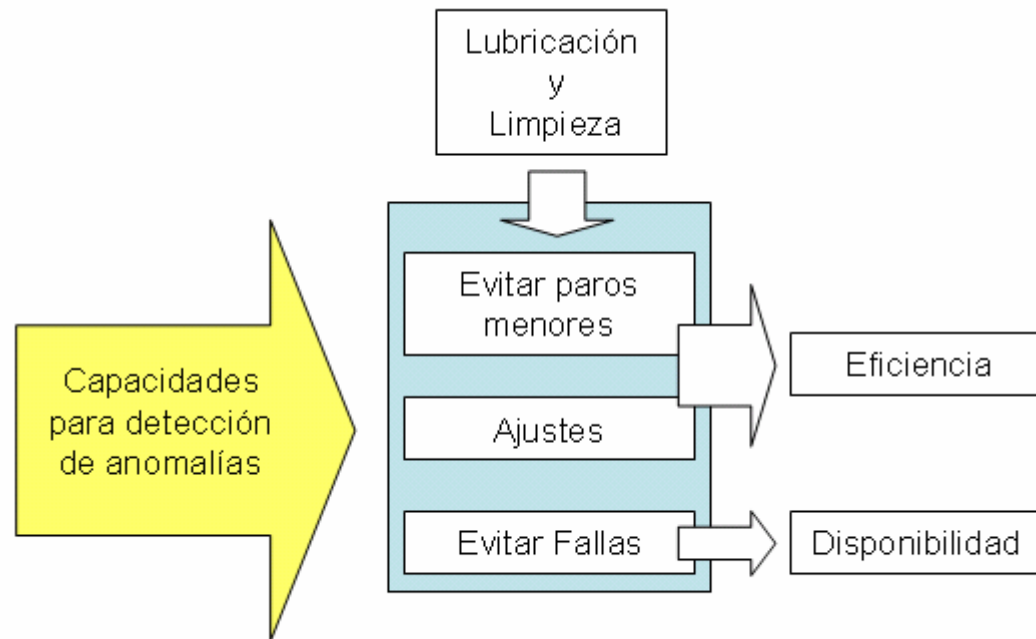 Lubricación
y
Limpieza
Capacidades
para detección
de anomalías
Evitar paros
menores
Ajustes
Evitar Fallas
Eficiencia
Disponibilidad